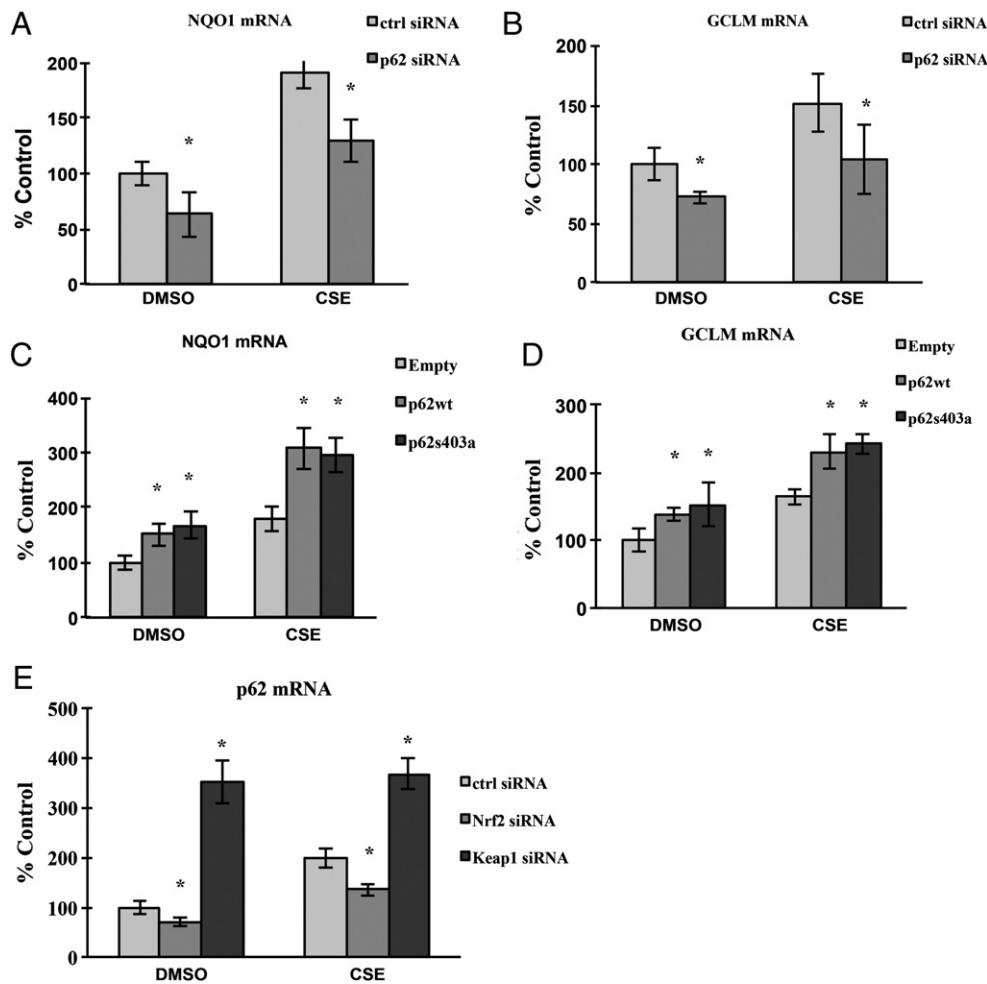 A
NQO1 mRNA
ctrl siRNA
p62 siRNA
% Control
200
150
100
50
0
*
*
DMSO
CSE
B
GCLM mRNA
ctrl siRNA
p62 siRNA
% Control
200
150
100
50
0
*
*
DMSO
CSE
C
NQO1 mRNA
Empty
p62wt
p62s403a
% Control
400
300
200
100
0
* *
* *
DMSO
CSE
D
GCLM mRNA
Empty
p62wt
p62s403a
% Control
300
200
100
0
* *
* *
DMSO
CSE
E
p62 mRNA
ctrl siRNA
Nrf2 siRNA
Keap1 siRNA
% Control
500
400
300
200
100
0
* *
* *
DMSO
CSE